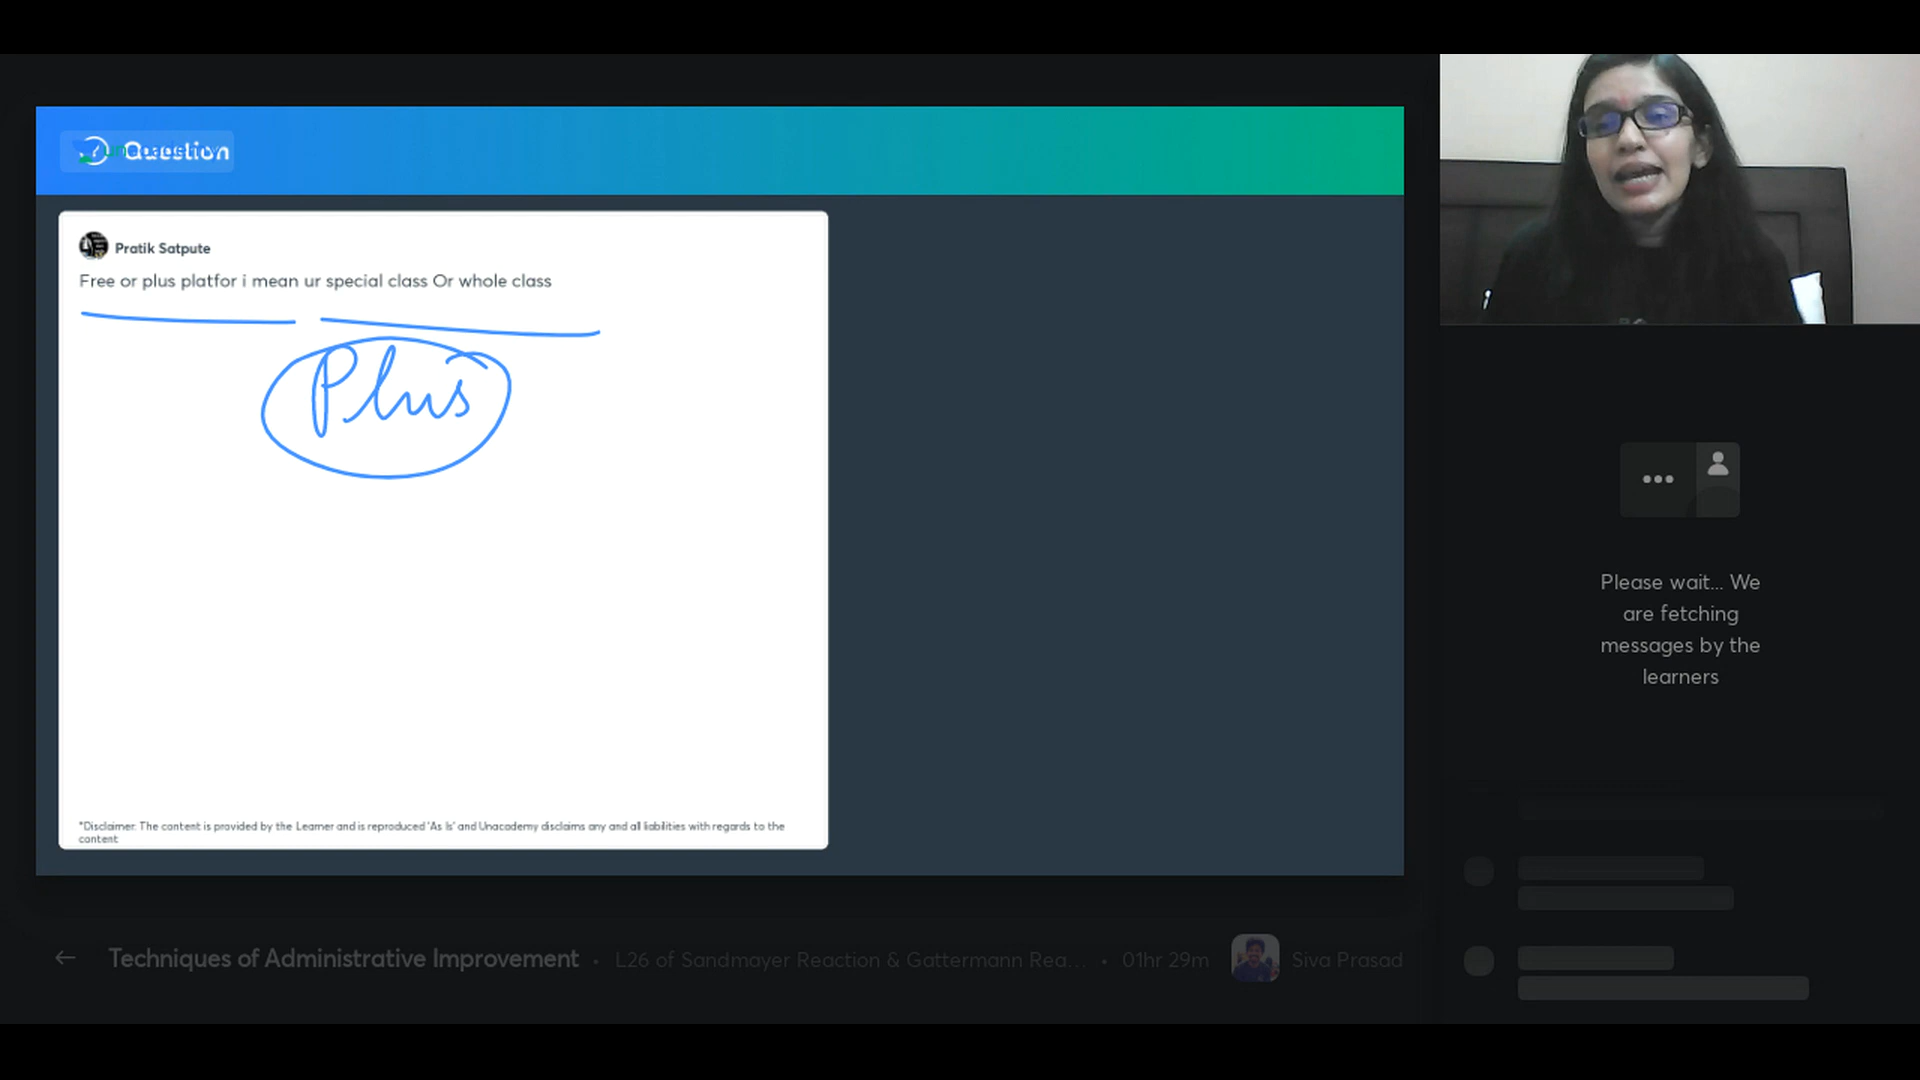 Question
Pratik Satpute
Free or plus platfor i mean ur special class Or whole class
Plus
*Disclaimer: The content is provided by the Learner and is reproduced 'As Is' and Unacademy disclaims any and all liabilities with regards to the
content
Please wait... We
are fetching
messages by the
learners
Techniques of Administrative Improvement • L26 of Sandmayer Reaction & Gattermann Rea... • 01hr 29m Siva Prasad